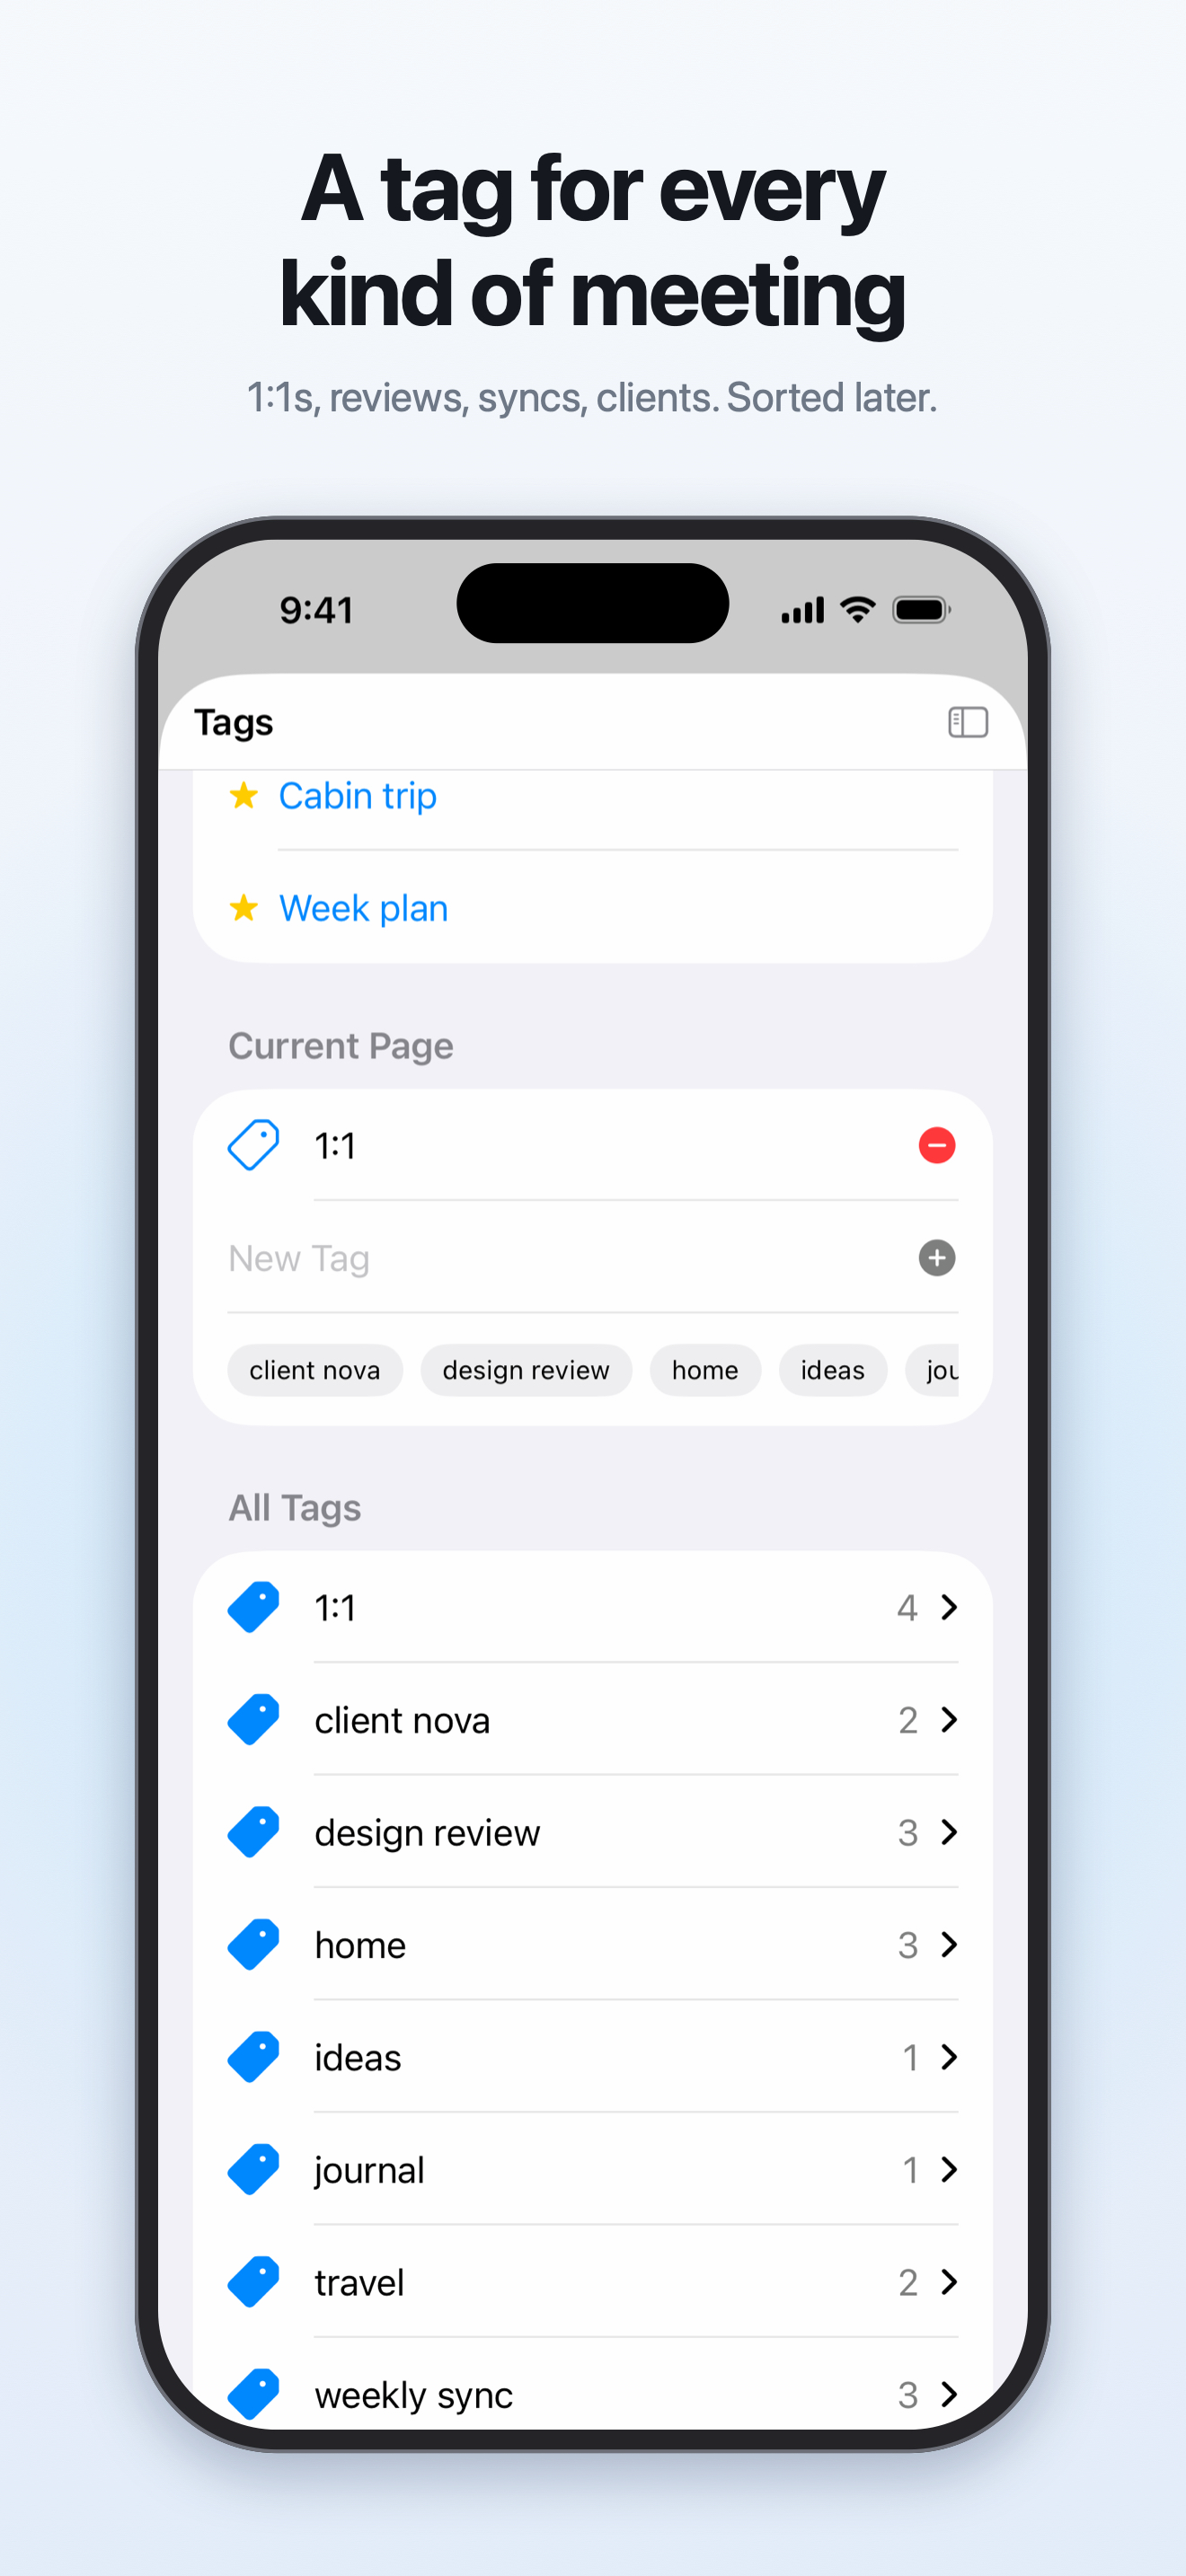 A tag for every
kind of meeting
1:1s, reviews, syncs, clients. Sorted later.
9:41
Tags
Cabin trip
Week plan
Current Page
1:1
New Tag
client nova design review home ideas jou
All Tags
1:1 4
client nova 2
design review 3
home 3
ideas 1
journal 1
travel 2
weekly sync 3